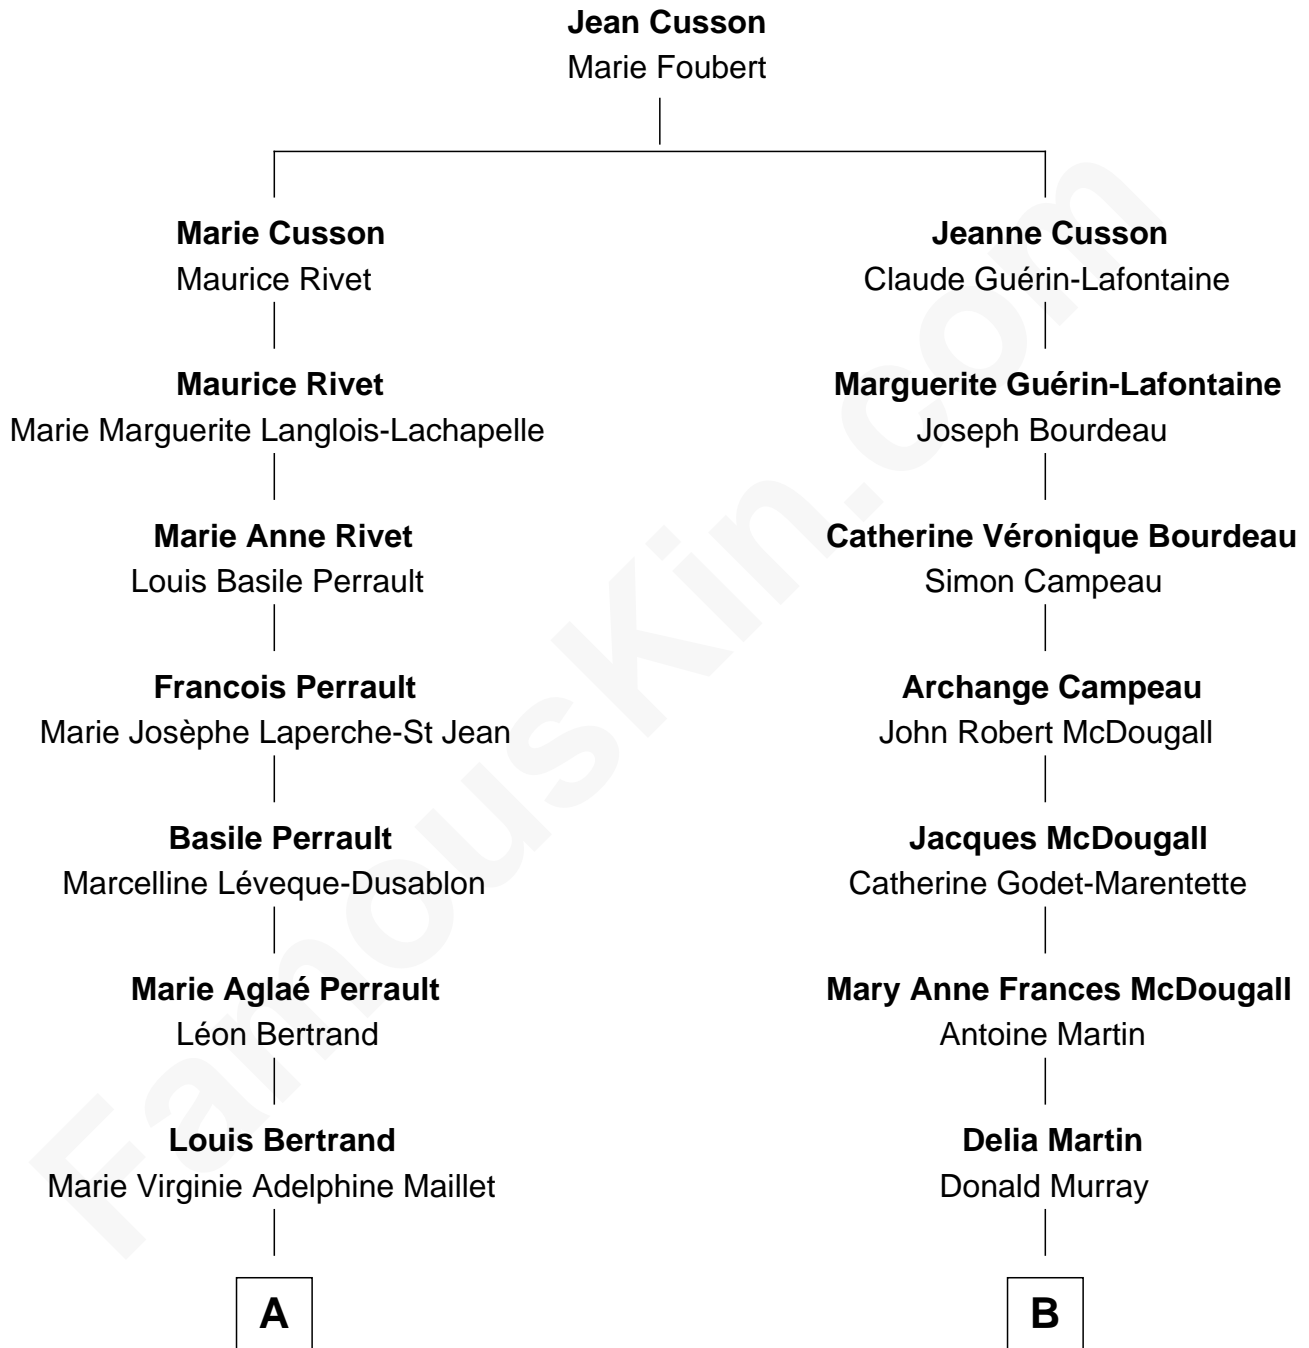 Jean Cusson
Marie Foubert
Marie Cusson
Maurice Rivet
Jeanne Cusson
Claude Guérin-Lafontaine
Maurice Rivet
Marie Marguerite Langlois-Lachapelle
Marguerite Guérin-Lafontaine
Joseph Bourdeau
Marie Anne Rivet
Louis Basile Perrault
Catherine Véronique Bourdeau
Simon Campeau
Francois Perrault
Marie Josèphe Laperche-St Jean
Archange Campeau
John Robert McDougall
Basile Perrault
Marcelline Léveque-Dusablon
Jacques McDougall
Catherine Godet-Marentette
Marie Aglaé Perrault
Léon Bertrand
Mary Anne Frances McDougall
Antoine Martin
Louis Bertrand
Marie Virginie Adelphine Maillet
Delia Martin
Donald Murray
A
B
FamousKin.com